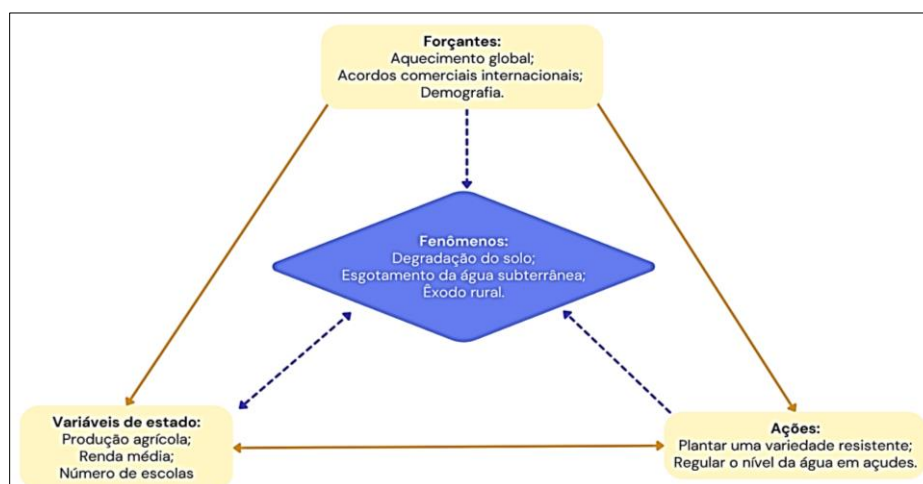 Forçantes:
Aquecimento global;
Acordos comerciais internacionais;
Demografia.
Fenômenos:
Degradação do solo;
Esgotamento da água subterrânea;
Êxodo rural.
Variáveis de estado:
Produção agrícola;
Renda média;
Número de escolas
Ações:
Plantar uma variedade resistente;
Regular o nível da água em açudes.